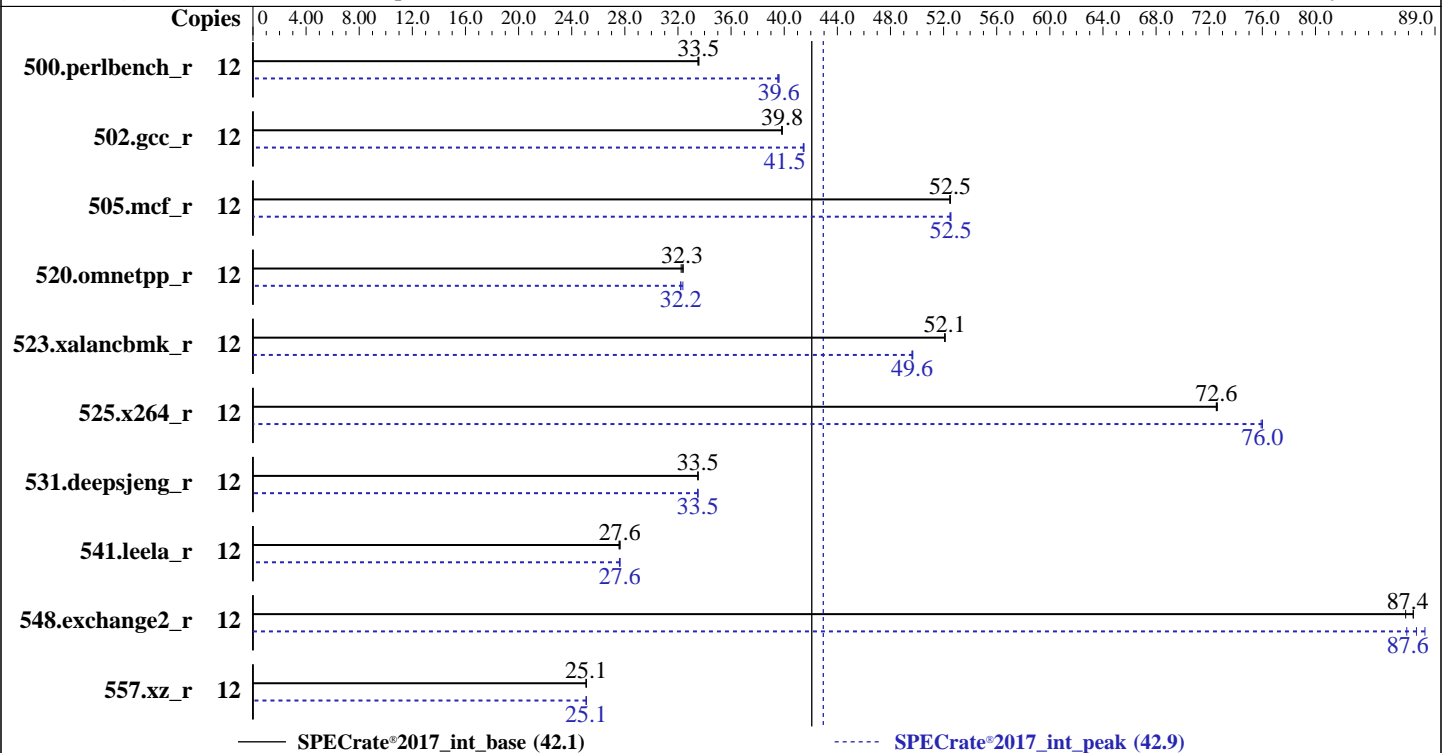 Copies 0 4.00 8.00 12.0 16.0 20.0 24.0 28.0 32.0 36.0 40.0 44.0 48.0 52.0 56.0 60.0 64.0 68.0 72.0 76.0 80.0 89.0
33.5
500.perlbench_r 12
39.6
39.8
502.gcc_r 12
41.5
52.5
505.mcf_r 12
52.5
32.3
520.omnetpp_r 12
32.2
52.1
523.xalancbmk_r 12
49.6
72.6
525.x264_r 12
76.0
33.5
531.deepsjeng_r 12
33.5
27.6
541.leela_r 12
27.6
87.4
548.exchange2_r 12
87.6
25.1
557.xz_r 12
25.1
SPECrate®2017_int_base (42.1) SPECrate®2017_int_peak (42.9)